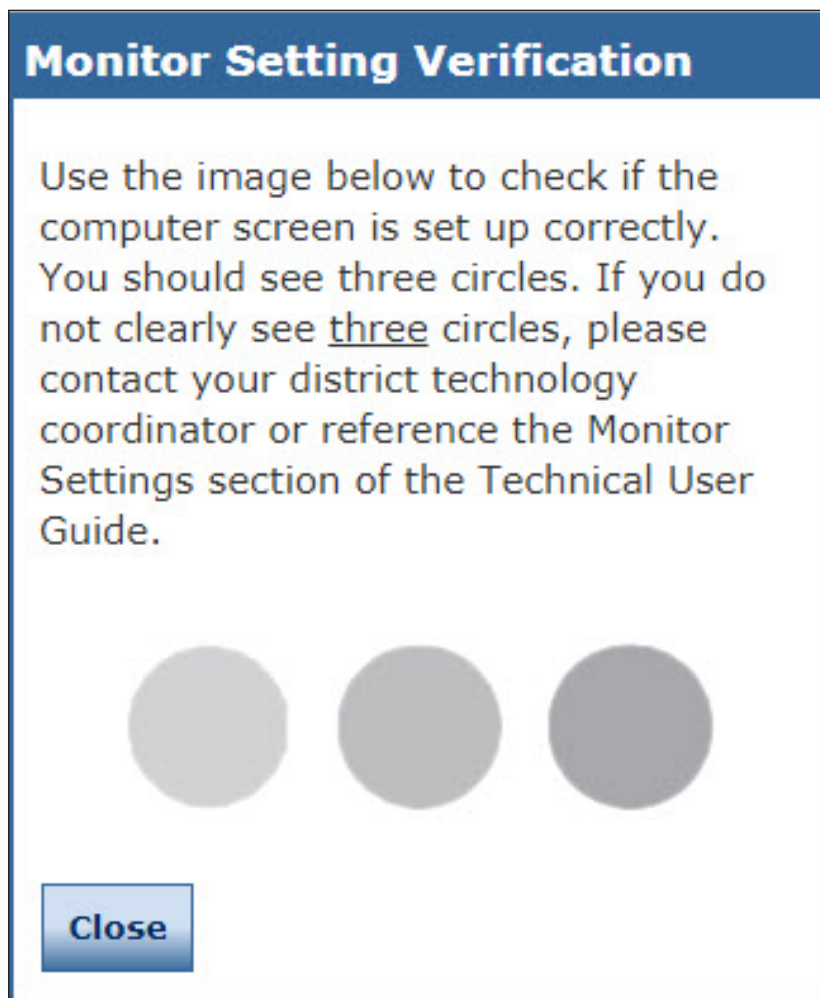 Monitor Setting Verification
Use the image below to check if the
computer screen is set up correctly.
You should see three circles. If you do
not clearly see three circles, please
contact your district technology
coordinator or reference the Monitor
Settings section of the Technical User
Guide.
Close